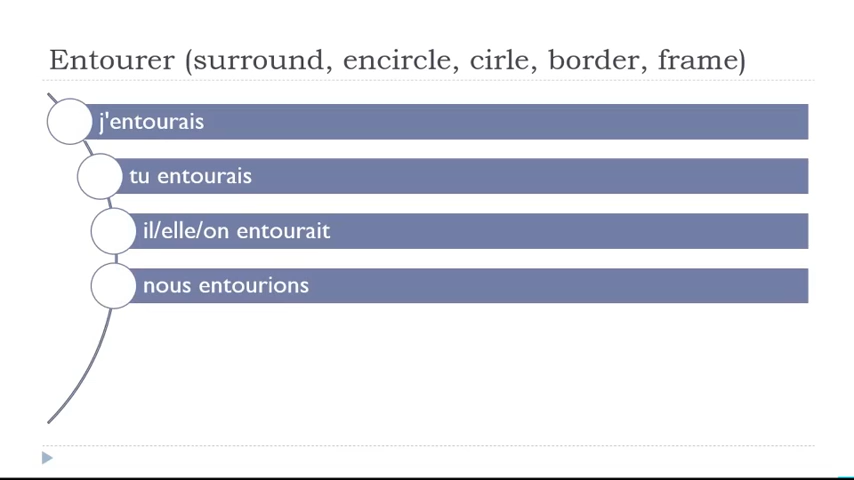 Entourer (surround, encircle, cirle, border, frame)
j'entourais
tu entourais
il/elle/on entourait
nous entourions